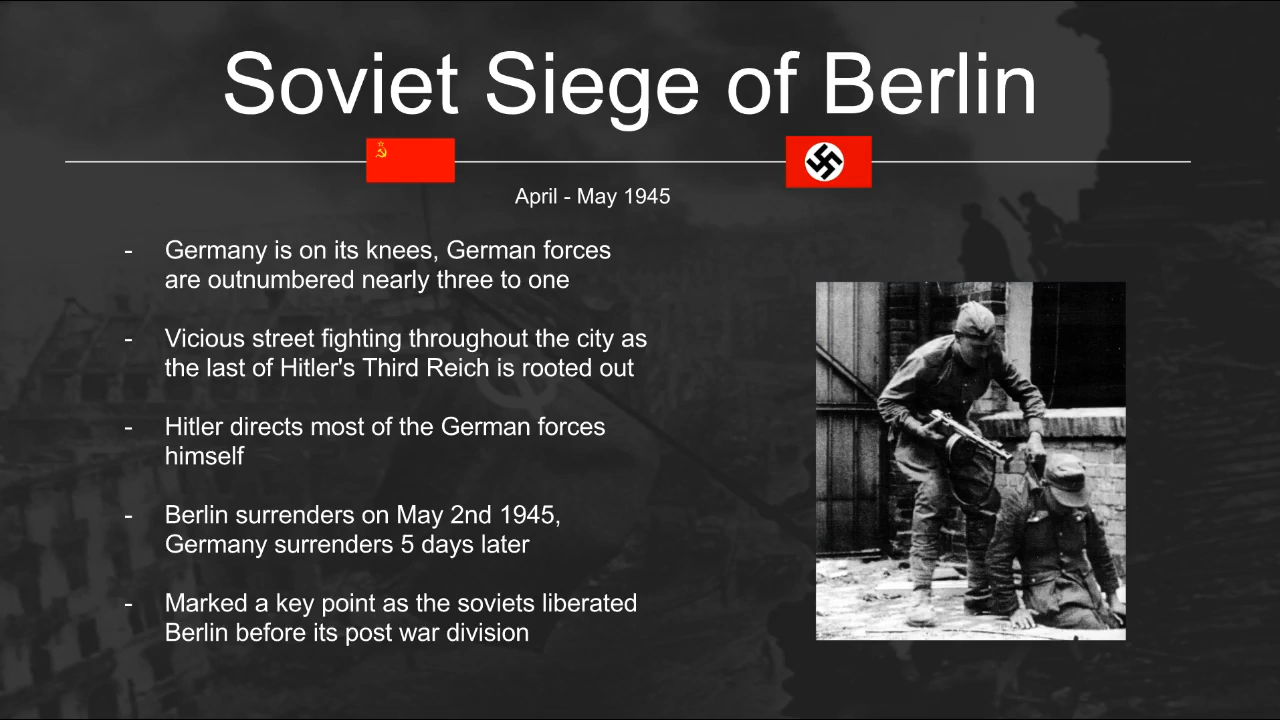 Soviet Siege of Berlin
April - May 1945
- Germany is on its knees, German forces
are outnumbered nearly three to one
- Vicious street fighting throughout the city as
the last of Hitler's Third Reich is rooted out
- Hitler directs most of the German forces
himself
- Berlin surrenders on May 2nd 1945,
Germany surrenders 5 days later
- Marked a key point as the soviets liberated
Berlin before its post war division